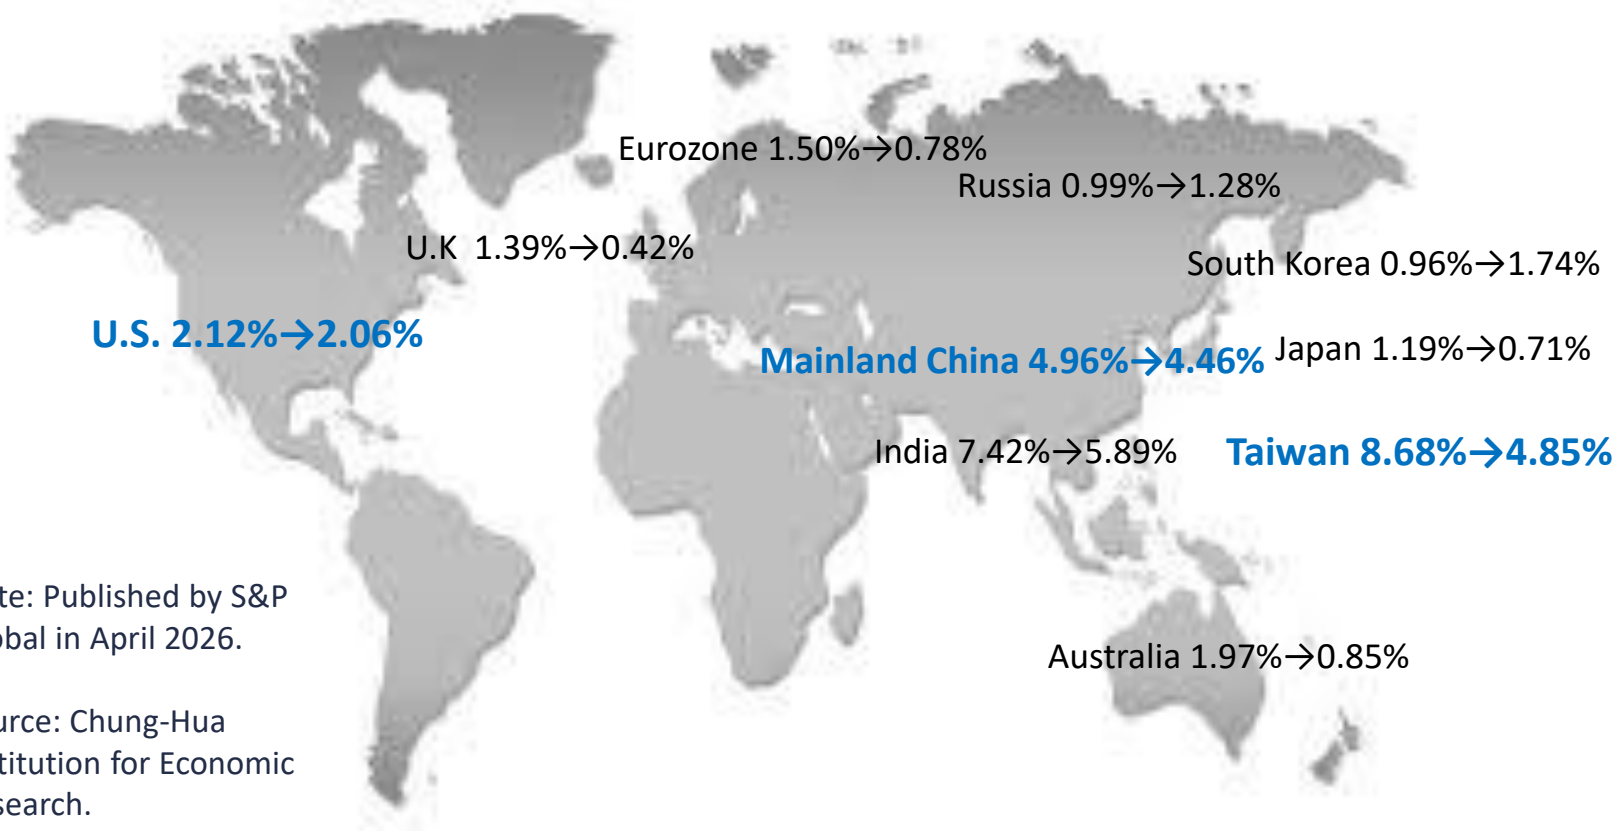 Eurozone 1.50%→0.78%
Russia 0.99%→1.28%
U.K 1.39%→0.42%
South Korea 0.96%→1.74%
U.S. 2.12%→2.06%
Mainland China 4.96%→4.46%
Japan 1.19%→0.71%
India 7.42%→5.89%
Taiwan 8.68%→4.85%
te: Published by S&P
obal in April 2026.
Australia 1.97%→0.85%
urce: Chung-Hua
titution for Economic
search.